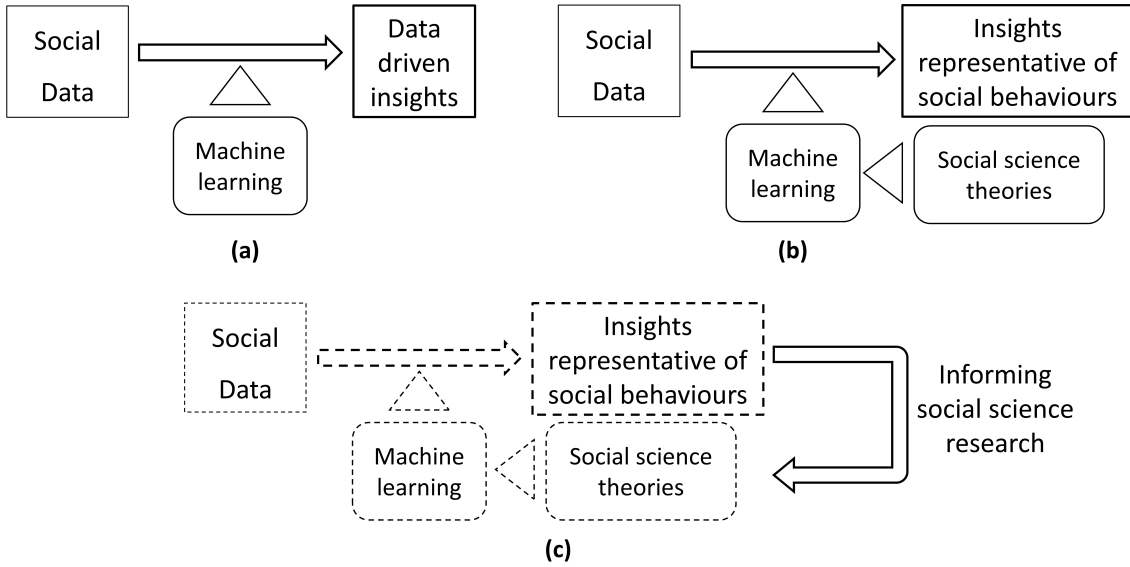 Social
Data
Data
driven
insights
Machine
learning
(a)
Social
Data
Insights
representative of
social behaviours
Machine
learning
Social science
theories
(b)
Social
Data
Insights
representative of
social behaviours
Machine
learning
Social science
theories
Informing
social science
research
(c)